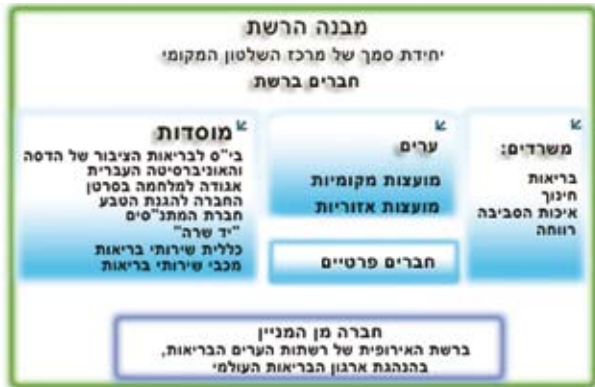 מבנה הרשת
יחידת סמך של מרכז השלטון המקומי
חברים ברשת
משרדים:
בריאות
חינוך
איכות הסביבה
רווחה
ערים
מועצות מקומיות
מועצות אזוריות
חברים פרטיים
מוסדות
בי"ס לבריאות הציבור של הדסה
והאוניברסיטה העברית
אגודה למלחמה בסרטן
החברה להגנת הטבע
חברת המתנ"סים
"יד שרה"
כללית שירותי בריאות
מכבי שירותי בריאות
חברה מן המניין
ברשת האירופית של רשתות הערים הבריאות,
בהנהגת ארגון הבריאות העולמי